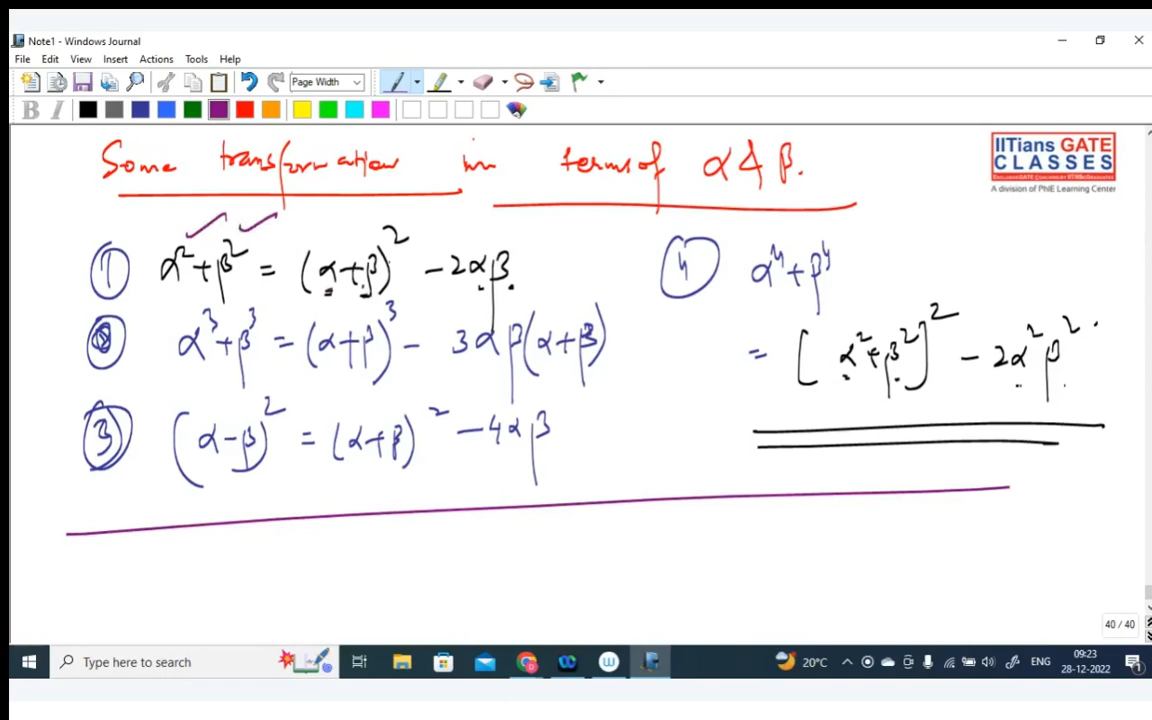 Note1 - Windows Journal
File Edit View Insert Actions Tools Help
Page Width
B I
Some transformation in terms of α & β.
IITians GATE
CLASSES
A division of PhIE Learning Center
① α² + β² = (α + β)² − 2αβ
② α³ + β³ = (α + β)³ − 3αβ(α + β)
③ (α − β)² = (α + β)² − 4αβ
④ α⁴ + β⁴
= [α² + β²]² − 2α²β².
40 / 40
Type here to search
20°C
ENG
09:23
28-12-2022
1